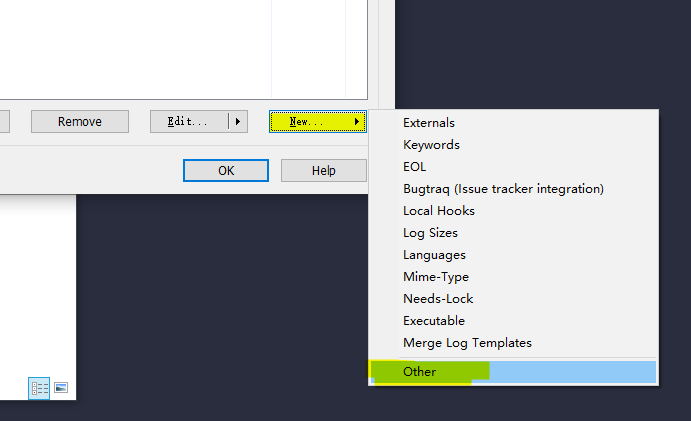 Remove
Edit...
New...
OK
Help
Externals
Keywords
EOL
Bugtraq (Issue tracker integration)
Local Hooks
Log Sizes
Languages
Mime-Type
Needs-Lock
Executable
Merge Log Templates
Other